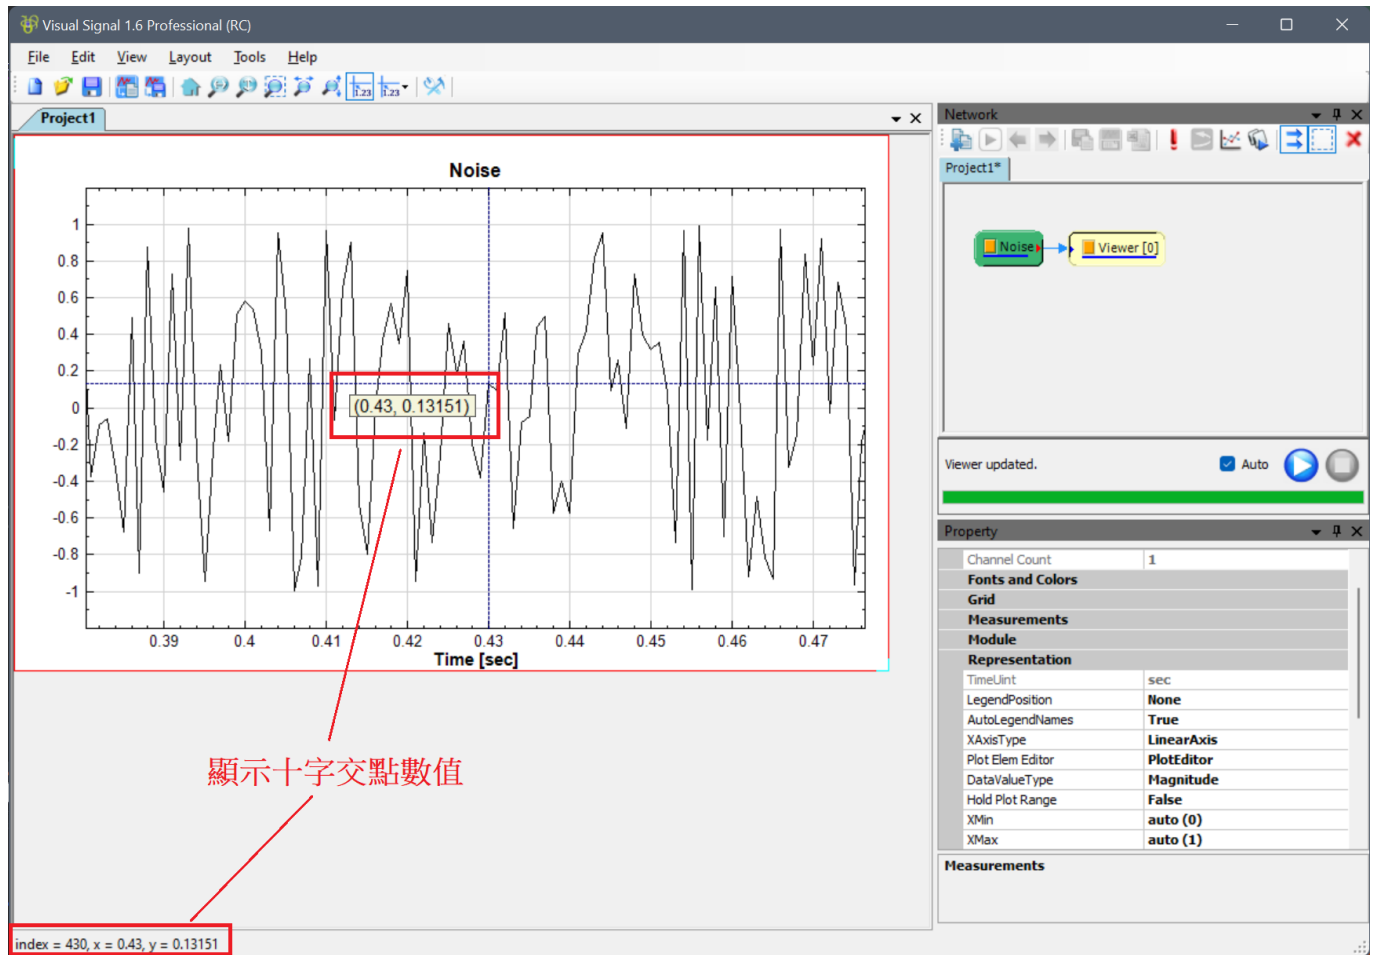 Visual Signal 1.6 Professional (RC)
File Edit View Layout Tools Help
1.23 1.23
Project1
Noise
1
0.8
0.6
0.4
0.2
0
-0.2
-0.4
-0.6
-0.8
-1
(0.43, 0.13151)
0.39 0.4 0.41 0.42 0.43 0.44 0.45 0.46 0.47
Time [sec]
顯示十字交點數值
index = 430, x = 0.43, y = 0.13151
Network
Project1*
Noise
Viewer [0]
Viewer updated.
Auto
Property
Channel Count 1
Fonts and Colors
Grid
Measurements
Module
Representation
TimeUint sec
LegendPosition None
AutoLegendNames True
XAxisType LinearAxis
Plot Elem Editor PlotEditor
DataValueType Magnitude
Hold Plot Range False
XMin auto (0)
XMax auto (1)
Measurements